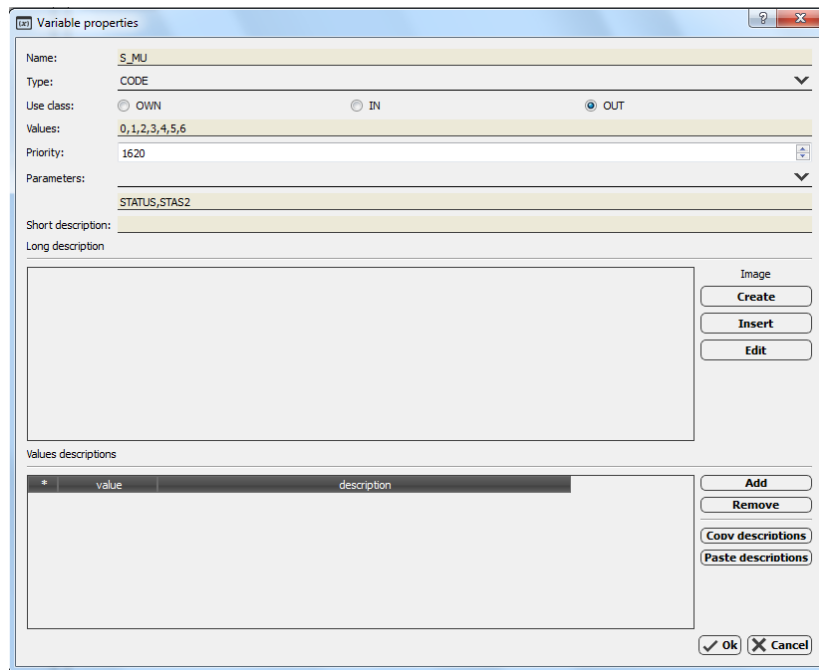 Variable properties
Name: S_MU
Type: CODE
Use class: OWN IN OUT
Values: 0,1,2,3,4,5,6
Priority: 1620
Parameters:
STATUS,STAS2
Short description:
Long description
Image
Create
Insert
Edit
Values descriptions
* value description
Add
Remove
Copy descriptions
Paste descriptions
Ok Cancel